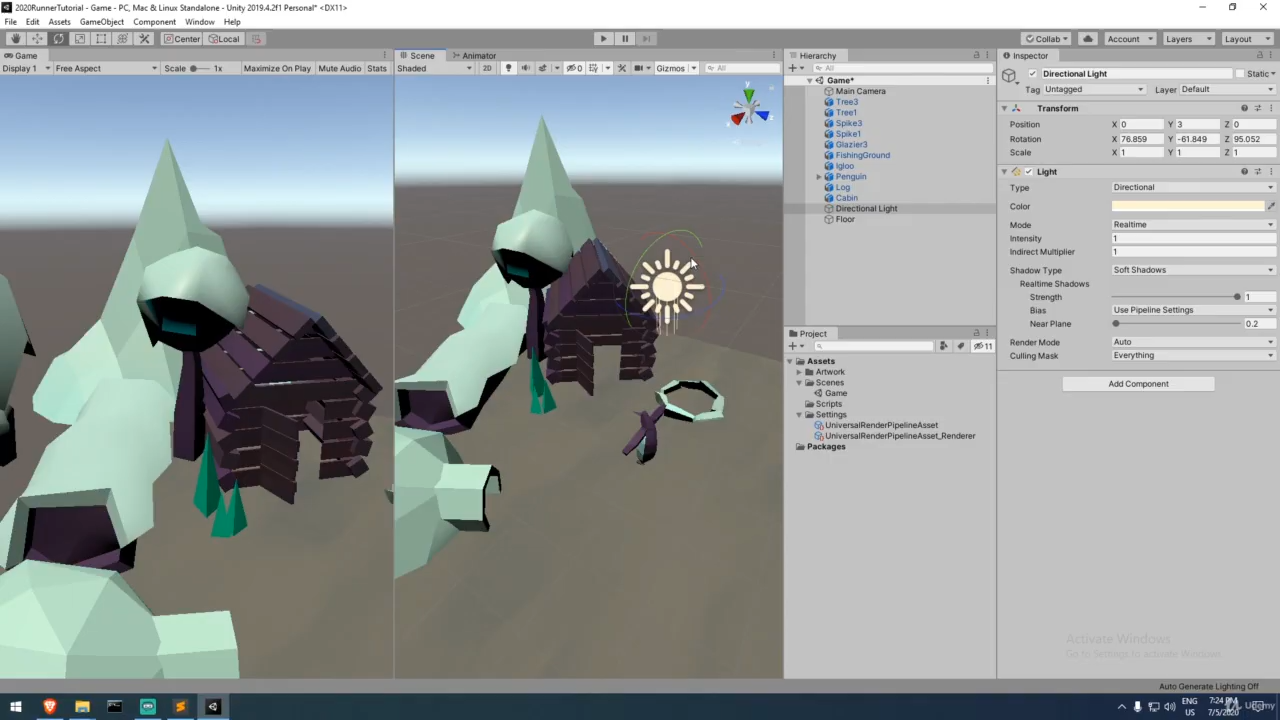 2020RunnerTutorial - Game - PC, Mac & Linux Standalone - Unity 2019.4.2f1 Personal* <DX11>
File Edit Assets GameObject Component Window Help
Center Local Collab Account Layers Layout
Game Scene Animator Hierarchy Inspector
Display 1 Free Aspect Scale 1x Maximize On Play Mute Audio Stats Shaded 2D 0 Gizmos All All
Directional Light Static
Tag Untagged Layer Default
Game*
Main Camera
Tree3
Tree1
Spike3
Spike1
Glazier3
FishingGround
Igloo
Penguin
Log
Cabin
Directional Light
Floor
y
x
z
Transform
Position X 0 Y 3 Z 0
Rotation X 76.859 Y -61.849 Z 95.052
Scale X 1 Y 1 Z 1
Light
Type Directional
Color
Mode Realtime
Intensity 1
Indirect Multiplier 1
Shadow Type Soft Shadows
Realtime Shadows
Strength 1
Bias Use Pipeline Settings
Near Plane 0.2
Render Mode Auto
Culling Mask Everything
Add Component
Project
11
Assets
Artwork
Scenes
Game
Scripts
Settings
UniversalRenderPipelineAsset
UniversalRenderPipelineAsset_Renderer
Packages
Activate Windows
Go to Settings to activate Windows.
Auto Generate Lighting Off
ENG
US
7:24 PM
7/5/2020
Udemy